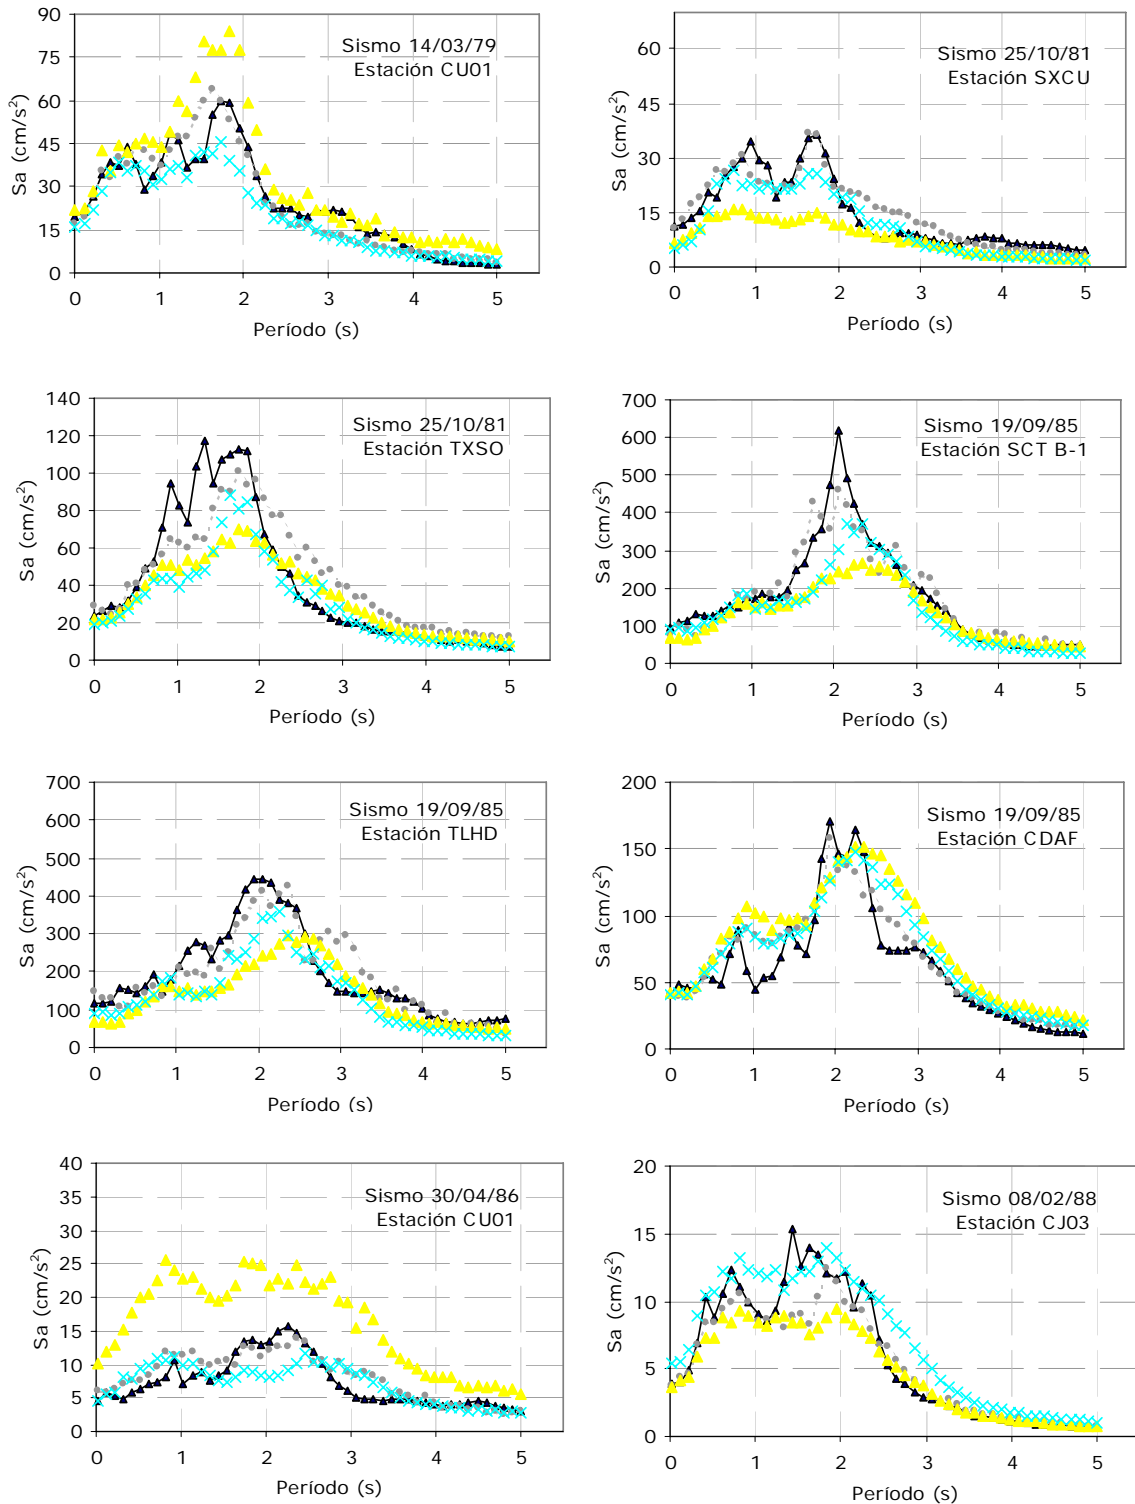 90
75
60
45
30
15
0
Sa (cm/s²)
Sismo 14/03/79
Estación CU01
0 1 2 3 4 5
Período (s)
60
45
30
15
0
Sa (cm/s²)
Sismo 25/10/81
Estación SXCU
0 1 2 3 4 5
Período (s)
140
120
100
80
60
40
20
0
Sa (cm/s²)
Sismo 25/10/81
Estación TXSO
0 1 2 3 4 5
Período (s)
700
600
500
400
300
200
100
0
Sa (cm/s²)
Sismo 19/09/85
Estación SCT B-1
0 1 2 3 4 5
Período (s)
700
600
500
400
300
200
100
0
Sa (cm/s²)
Sismo 19/09/85
Estación TLHD
0 1 2 3 4 5
Período (s)
200
150
100
50
0
Sa (cm/s²)
Sismo 19/09/85
Estación CDAF
0 1 2 3 4 5
Período (s)
40
35
30
25
20
15
10
5
0
Sa (cm/s²)
Sismo 30/04/86
Estación CU01
0 1 2 3 4 5
Período (s)
20
15
10
5
0
Sa (cm/s²)
Sismo 08/02/88
Estación CJ03
0 1 2 3 4 5
Período (s)